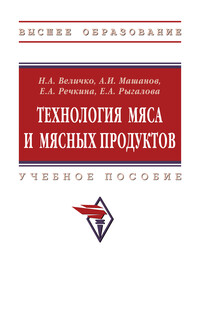 ВЫСШЕЕ ОБРАЗОВАНИЕ
Н.А. Величко, А.И. Машанов,
Е.А. Речкина, Е.А. Рыгалова
ТЕХНОЛОГИЯ МЯСА
И МЯСНЫХ ПРОДУКТОВ
УЧЕБНОЕ ПОСОБИЕ